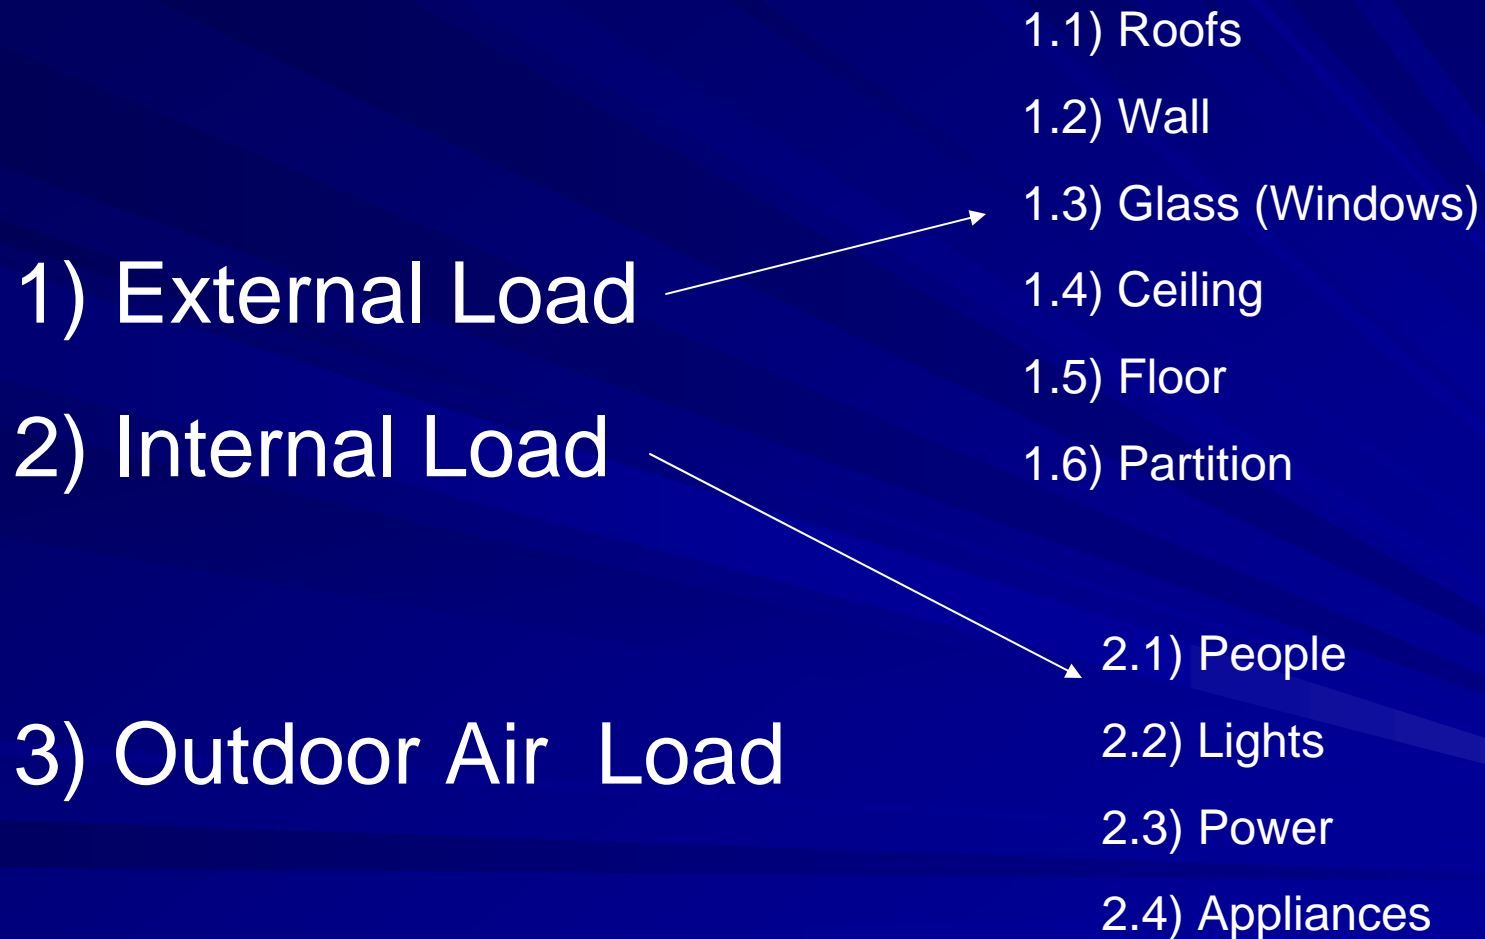 1) External Load
1.1) Roofs
1.2) Wall
1.3) Glass (Windows)
1.4) Ceiling
1.5) Floor
1.6) Partition
2) Internal Load
2.1) People
2.2) Lights
2.3) Power
2.4) Appliances
3) Outdoor Air  Load